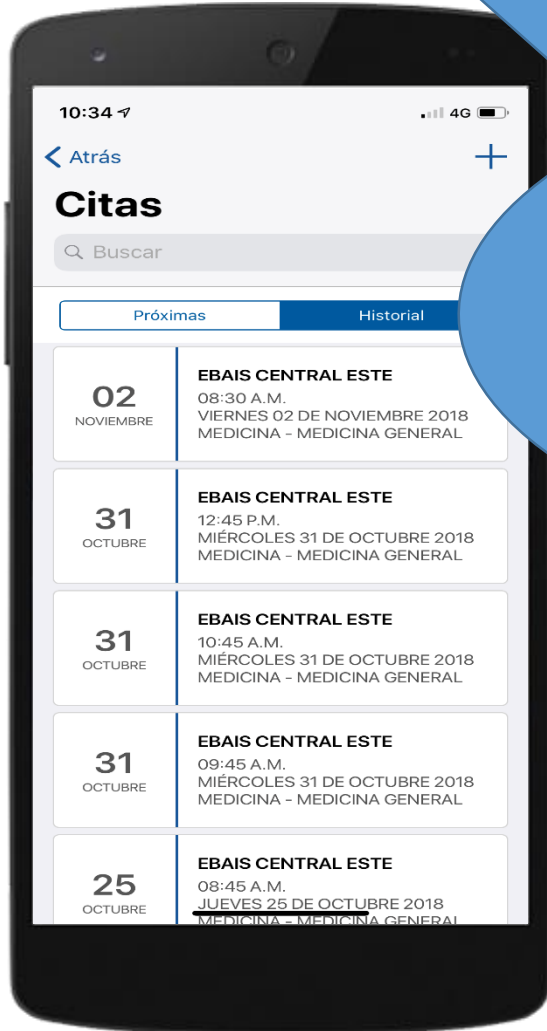 10:34
4G
Atrás
Citas
Buscar
Próximas
Historial
02
NOVIEMBRE
EBAIS CENTRAL ESTE
08:30 A.M.
VIERNES 02 DE NOVIEMBRE 2018
MEDICINA - MEDICINA GENERAL
31
OCTUBRE
EBAIS CENTRAL ESTE
12:45 P.M.
MIÉRCOLES 31 DE OCTUBRE 2018
MEDICINA - MEDICINA GENERAL
31
OCTUBRE
EBAIS CENTRAL ESTE
10:45 A.M.
MIÉRCOLES 31 DE OCTUBRE 2018
MEDICINA - MEDICINA GENERAL
31
OCTUBRE
EBAIS CENTRAL ESTE
09:45 A.M.
MIÉRCOLES 31 DE OCTUBRE 2018
MEDICINA - MEDICINA GENERAL
25
OCTUBRE
EBAIS CENTRAL ESTE
08:45 A.M.
JUEVES 25 DE OCTUBRE 2018
MEDICINA - MEDICINA GENERAL